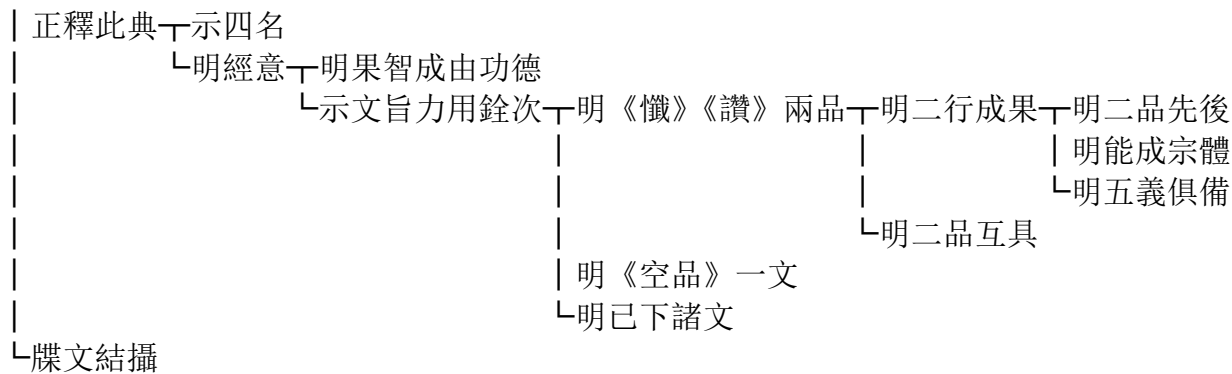 ｜正釋此典┬示四名
｜ └明經意┬明果智成由功德
｜ └示文旨力用銓次┬明《懺》《讚》兩品┬明二行成果┬明二品先後
｜ ｜ ｜ ｜明能成宗體
｜ ｜ ｜ └明五義俱備
｜ ｜ └明二品互具
｜ ｜明《空品》一文
｜ └明已下諸文
└牒文結攝